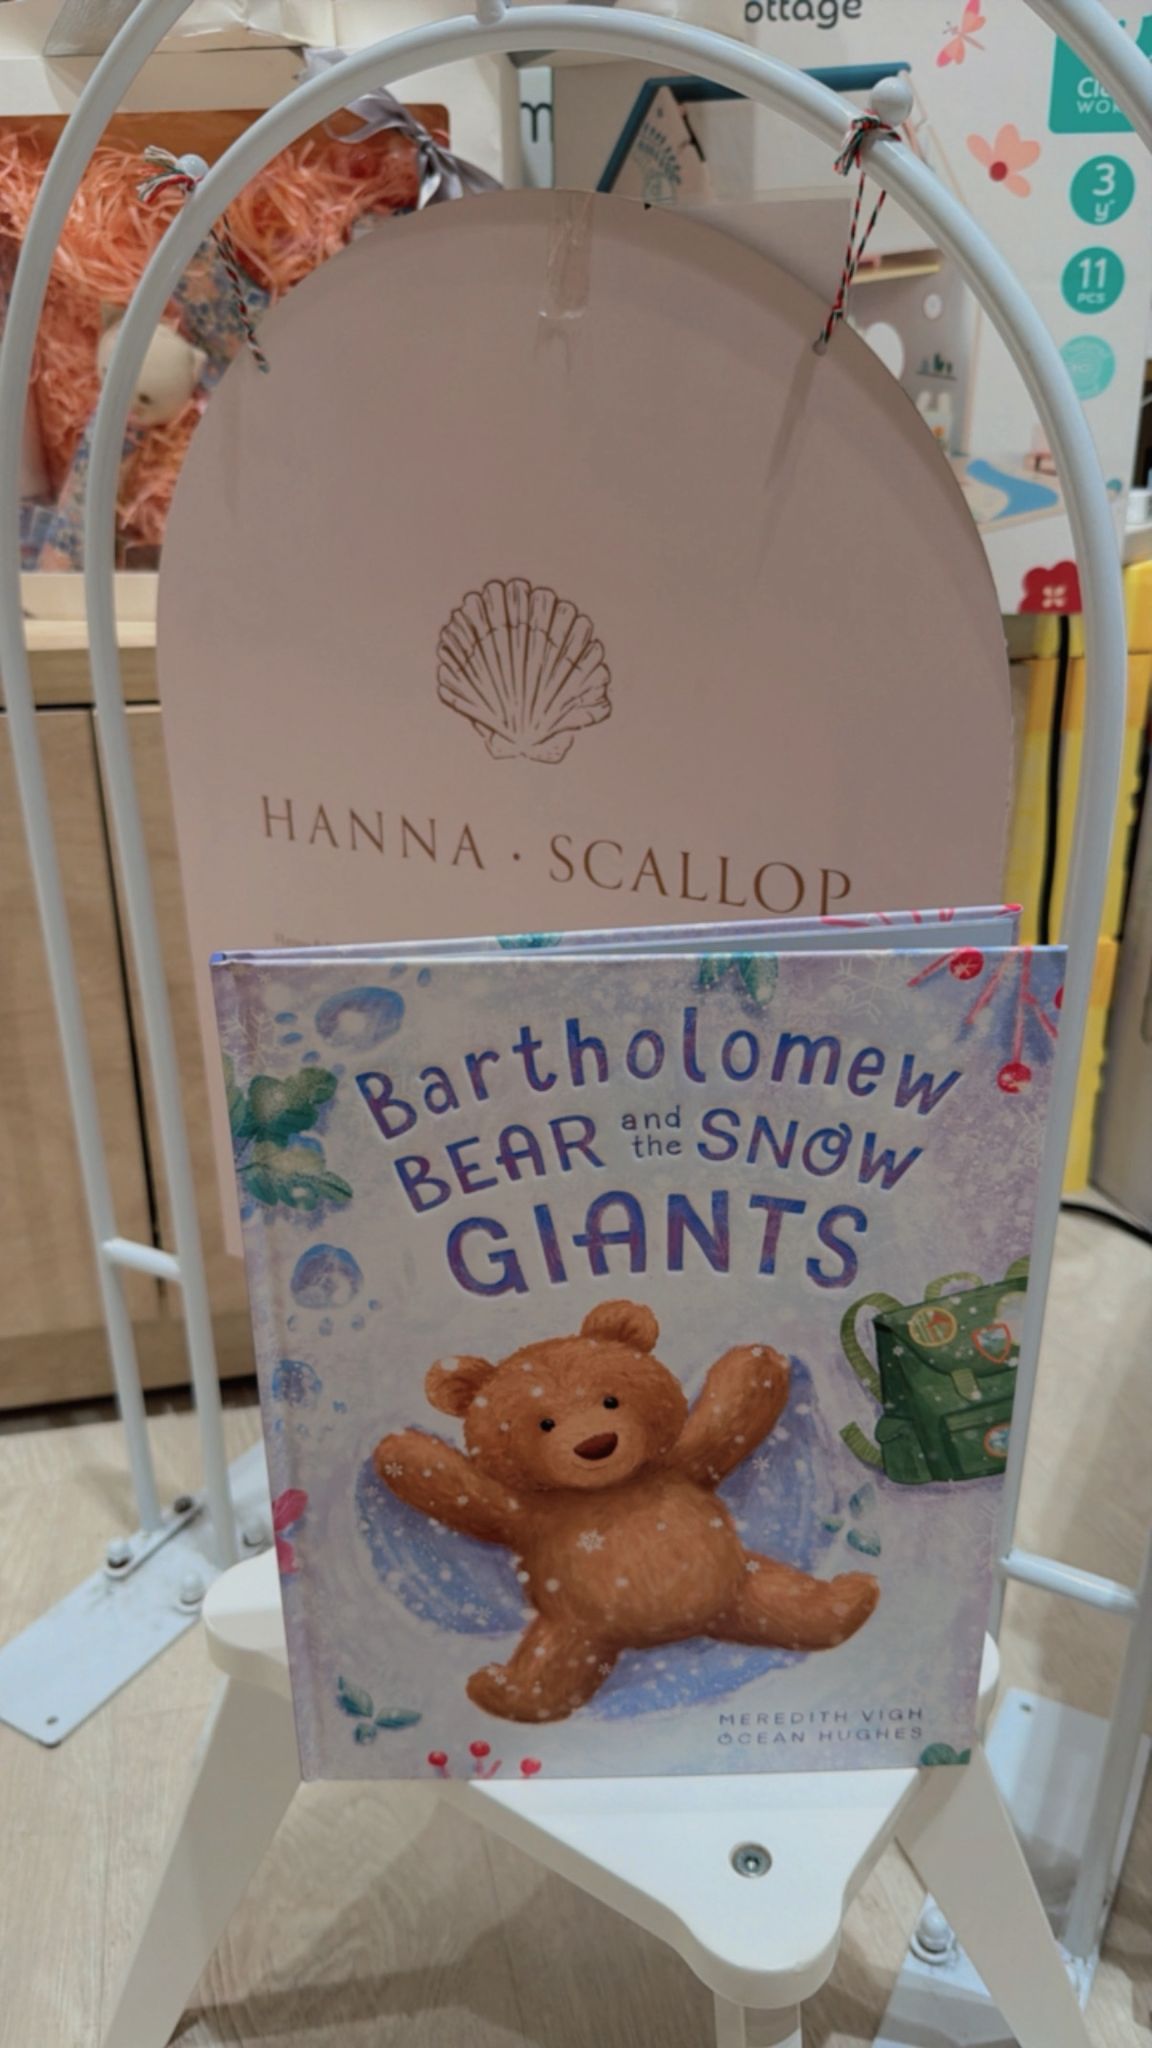 ottage
3
y+
11
PCS
HANNA · SCALLOP
Bartholomew
BEAR and the SNOW
GIANTS
MEREDITH VIGH
OCEAN HUGHES